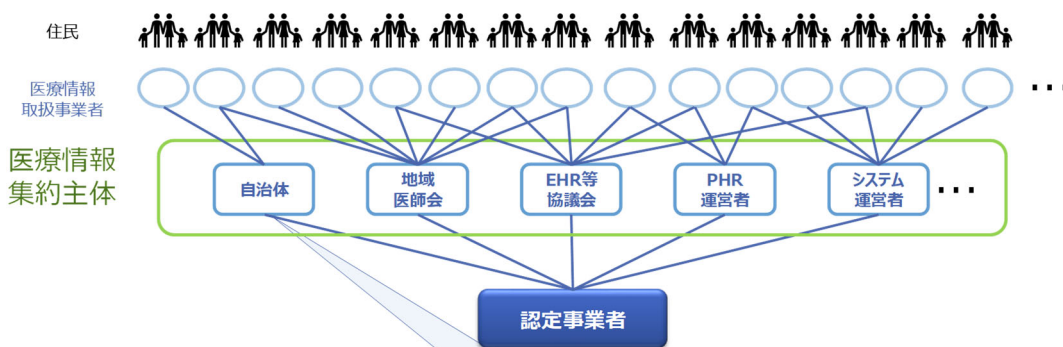 住民
医療情報
取扱事業者
…
医療情報
集約主体
自治体
地域
医師会
EHR等
協議会
PHR
運営者
システム
運営者
…
認定事業者